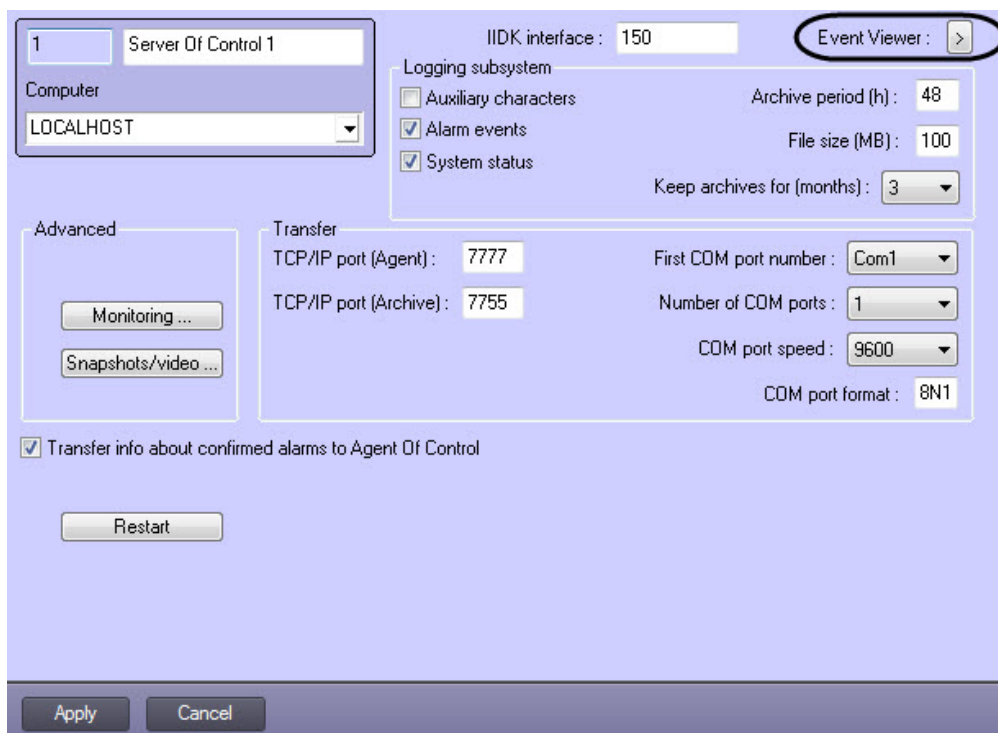 1
Server Of Control 1
Computer
LOCALHOST
IIDK interface : 150
Event Viewer : >
Logging subsystem
Auxiliary characters
Alarm events
System status
Archive period (h) : 48
File size (MB) : 100
Keep archives for (months) : 3
Advanced
Monitoring ...
Snapshots/video ...
Transfer
TCP/IP port (Agent) : 7777
TCP/IP port (Archive) : 7755
First COM port number : Com1
Number of COM ports : 1
COM port speed : 9600
COM port format : 8N1
Transfer info about confirmed alarms to Agent Of Control
Restart
Apply
Cancel